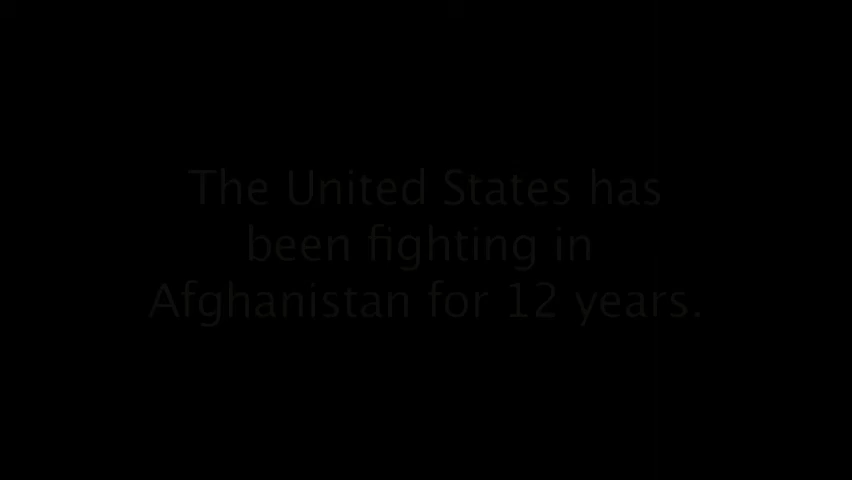 The United States has
been fighting in
Afghanistan for 12 years.